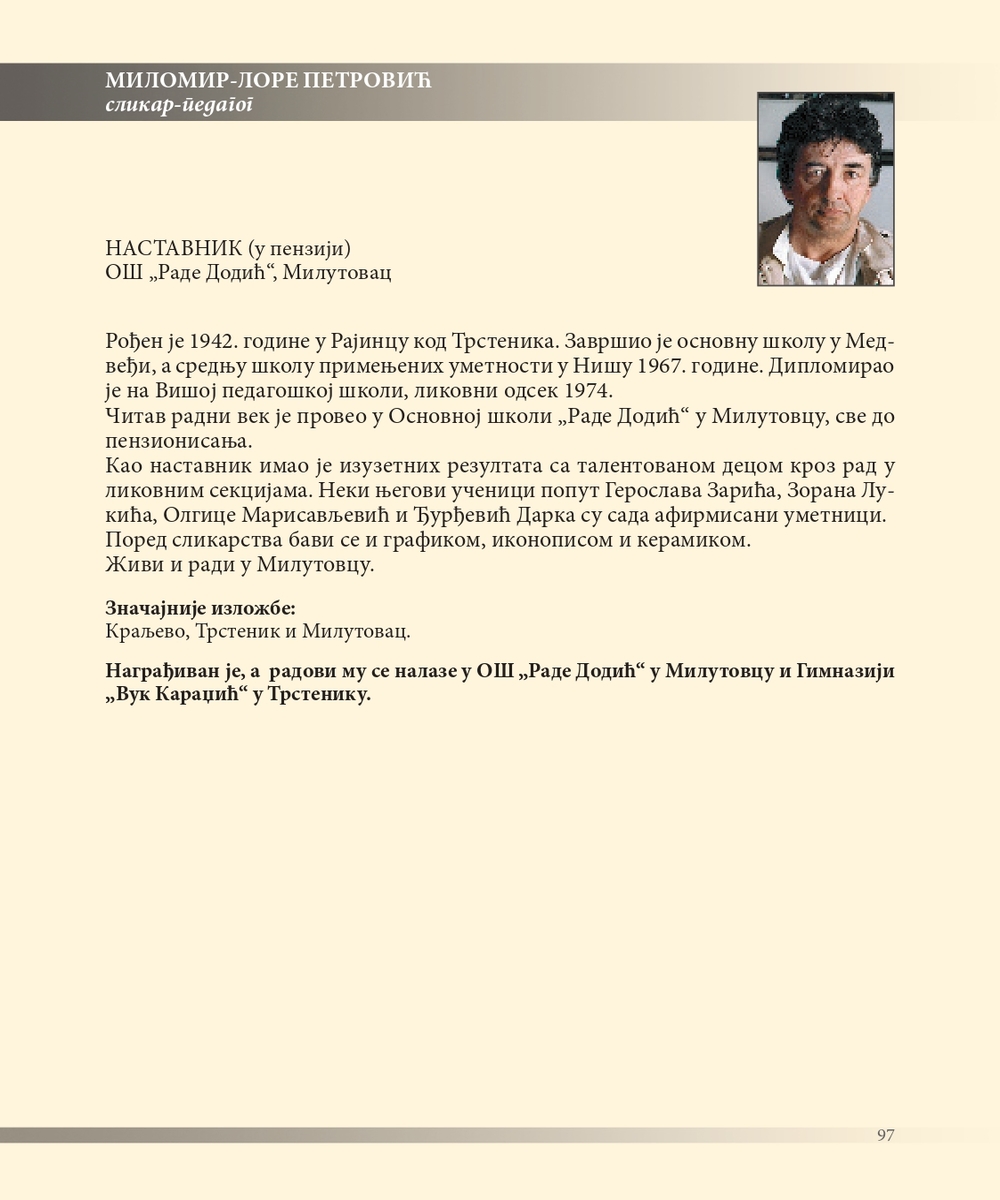 МИЛОМИР-ЛОРЕ ПЕТРОВИЋ
сликар-педагог
НАСТАВНИК (у пензији)
ОШ „Раде Додић“, Милутовац
Рођен је 1942. године у Рајинцу код Трстеника. Завршио је основну школу у Мед-
веђи, а средњу школу примењених уметности у Нишу 1967. године. Дипломирао
је на Вишој педагошкој школи, ликовни одсек 1974.
Читав радни век је провео у Основној школи „Раде Додић“ у Милутовцу, све до
пензионисања.
Као наставник имао је изузетних резултата са талентованом децом кроз рад у
ликовним секцијама. Неки његови ученици попут Герослава Зарића, Зорана Лу-
кића, Олгице Марисављевић и Ђурђевић Дарка су сада афирмисани уметници.
Поред сликарства бави се и графиком, иконописом и керамиком.
Живи и ради у Милутовцу.
Значајније изложбе:
Краљево, Трстеник и Милутовац.
Награђиван је, а  радови му се налазе у ОШ „Раде Додић“ у Милутовцу и Гимназији
„Вук Караџић“ у Трстенику.
97